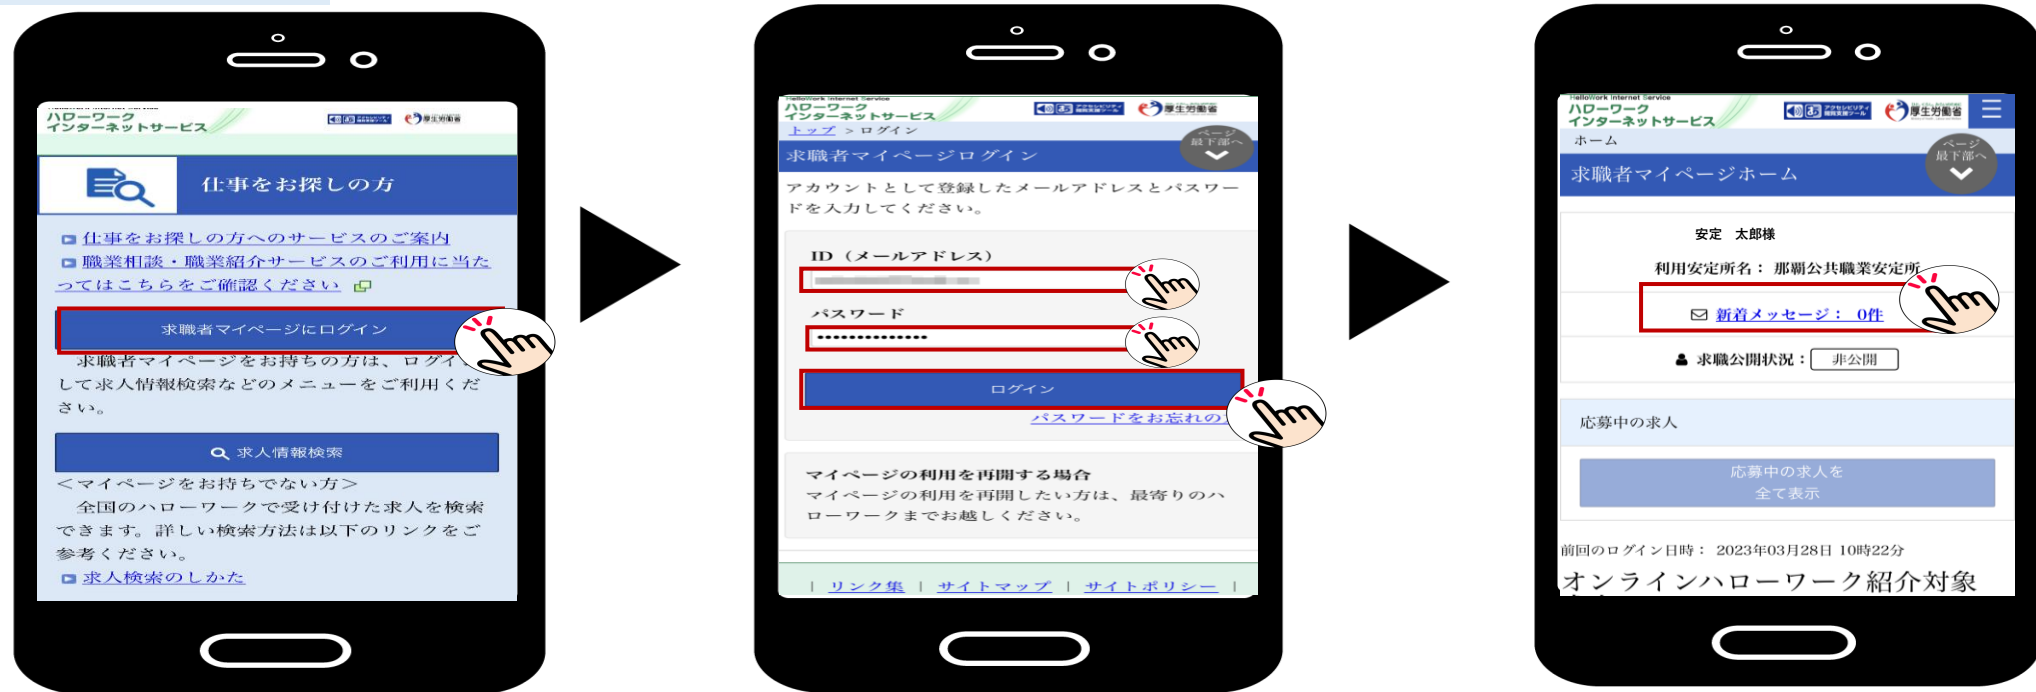 ハローワーク
インターネットサービス
厚生労働省
仕事をお探しの方
仕事をお探しの方へのサービスのご案内
職業相談・職業紹介サービスのご利用に当た
ってはこちらをご確認ください
求職者マイページにログイン
求職者マイページをお持ちの方は、ログイ
して求人情報検索などのメニューをご利用くだ
さい。
求人情報検索
＜マイページをお持ちでない方＞
全国のハローワークで受け付けた求人を検索
できます。詳しい検索方法は以下のリンクをご
参考ください。
求人検索のしかた
HelloWork Internet Service
ハローワーク
インターネットサービス
厚生労働省
トップ > ログイン
ページ
最下部へ
求職者マイページログイン
アカウントとして登録したメールアドレスとパスワー
ドを入力してください。
ID（メールアドレス）
パスワード
••••••••••••••
ログイン
パスワードをお忘れの
マイページの利用を再開する場合
マイページの利用を再開したい方は、最寄りのハ
ローワークまでお越しください。
| リンク集 | サイトマップ | サイトポリシー |
HelloWork Internet Service
ハローワーク
インターネットサービス
厚生労働省
ホーム
ページ
最下部へ
求職者マイページホーム
安定 太郎様
利用安定所名： 那覇公共職業安定所
新着メッセージ： 0件
求職公開状況： 非公開
応募中の求人
応募中の求人を
全て表示
前回のログイン日時： 2023年03月28日 10時22分
オンラインハローワーク紹介対象